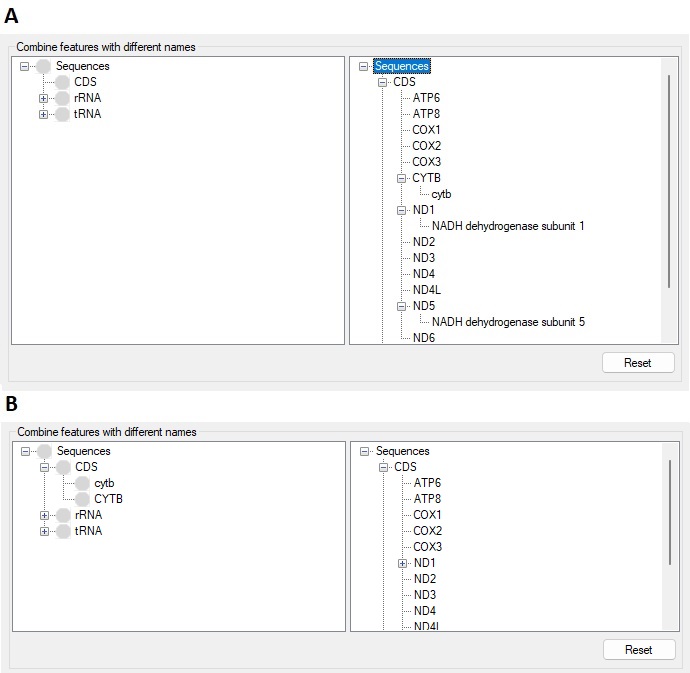 A
Combine features with different names
Sequences
CDS
rRNA
tRNA
Sequences
CDS
ATP6
ATP8
COX1
COX2
COX3
CYTB
cytb
ND1
NADH dehydrogenase subunit 1
ND2
ND3
ND4
ND4L
ND5
NADH dehydrogenase subunit 5
ND6
Reset
B
Combine features with different names
Sequences
CDS
cytb
CYTB
rRNA
tRNA
Sequences
CDS
ATP6
ATP8
COX1
COX2
COX3
ND1
ND2
ND3
ND4
ND4L
Reset